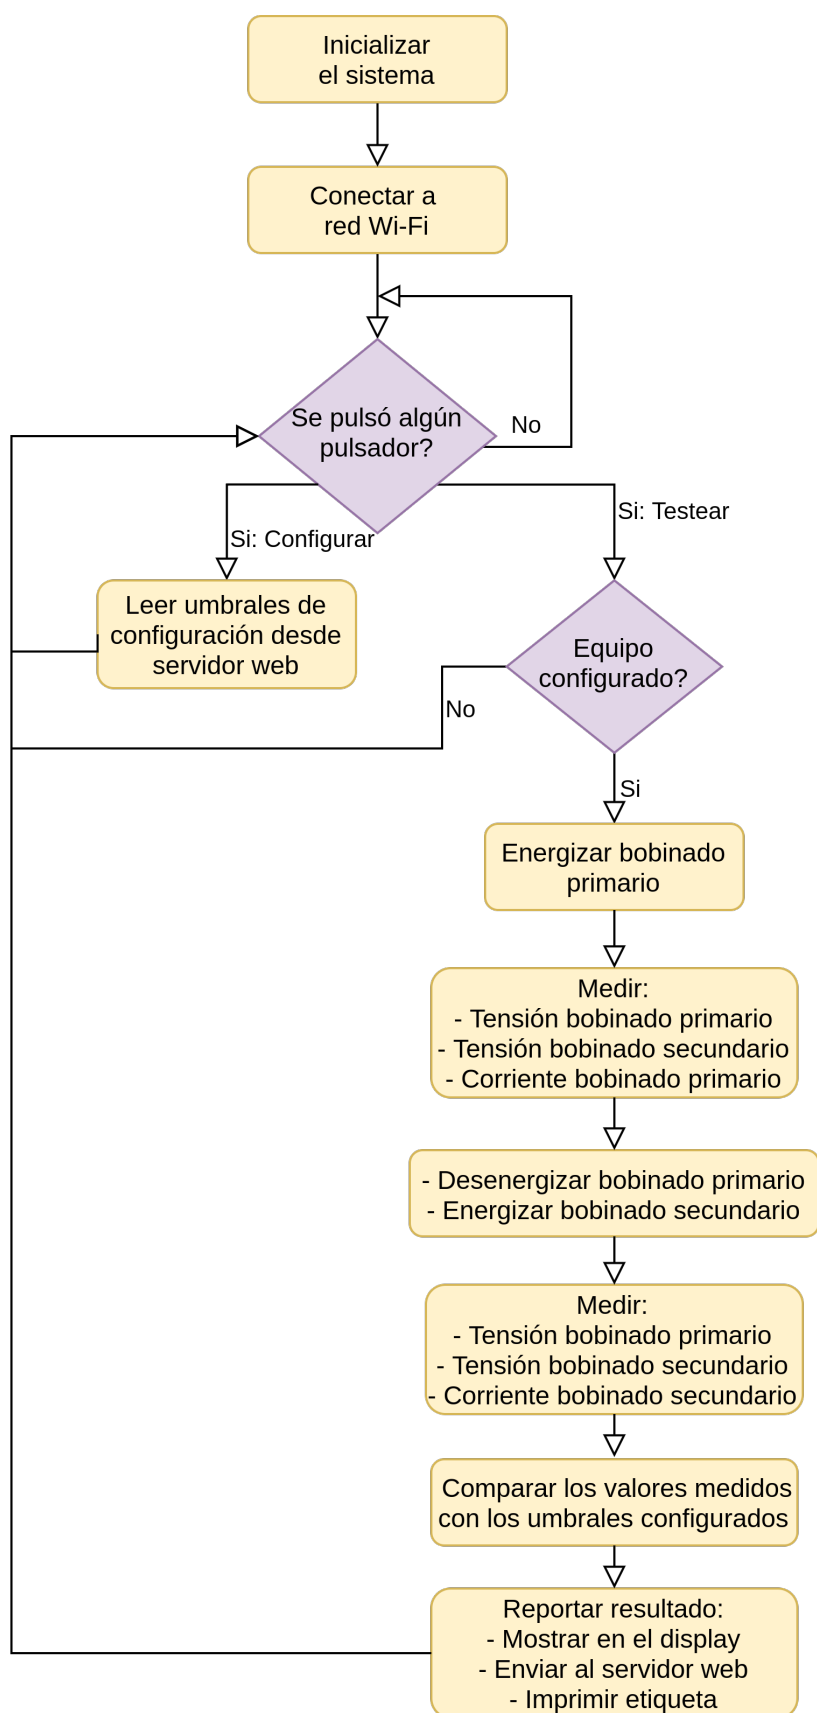 Inicializar
el sistema
Conectar a
red Wi-Fi
Se pulsó algún
pulsador?
No
Si: Configurar
Si: Testear
Leer umbrales de
configuración desde
servidor web
Equipo
configurado?
No
Si
Energizar bobinado
primario
Medir:
- Tensión bobinado primario
- Tensión bobinado secundario
- Corriente bobinado primario
- Desenergizar bobinado primario
- Energizar bobinado secundario
Medir:
- Tensión bobinado primario
- Tensión bobinado secundario
- Corriente bobinado secundario
Comparar los valores medidos
con los umbrales configurados
Reportar resultado:
- Mostrar en el display
- Enviar al servidor web
- Imprimir etiqueta